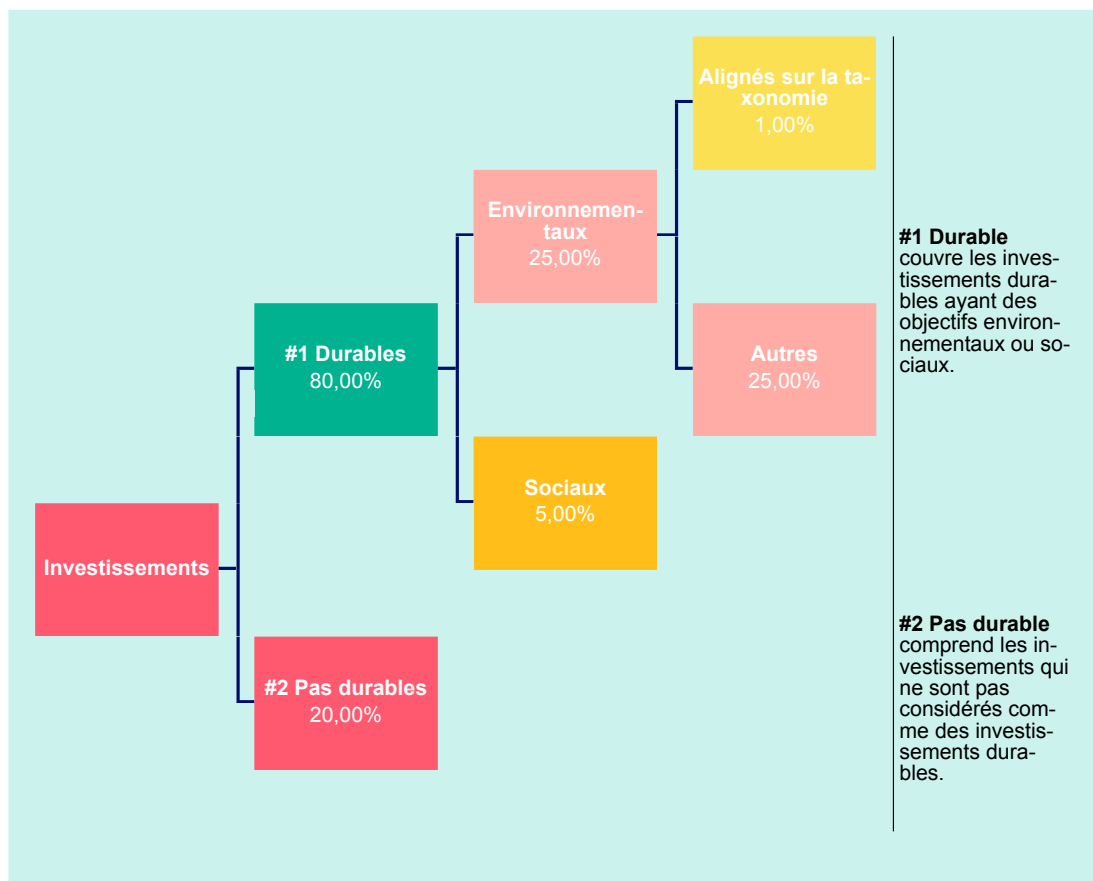 Alignés sur la ta-
xonomie
1,00%
Environnemen-
taux
25,00%
#1 Durables
80,00%
Autres
25,00%
Sociaux
5,00%
Investissements
#2 Pas durables
20,00%
#1 Durable
couvre les inves-
tissements dura-
bles ayant des
objectifs environ-
nementaux ou so-
ciaux.
#2 Pas durable
comprend les in-
vestissements qui
ne sont pas
considérés com-
me des investis-
sements dura-
bles.